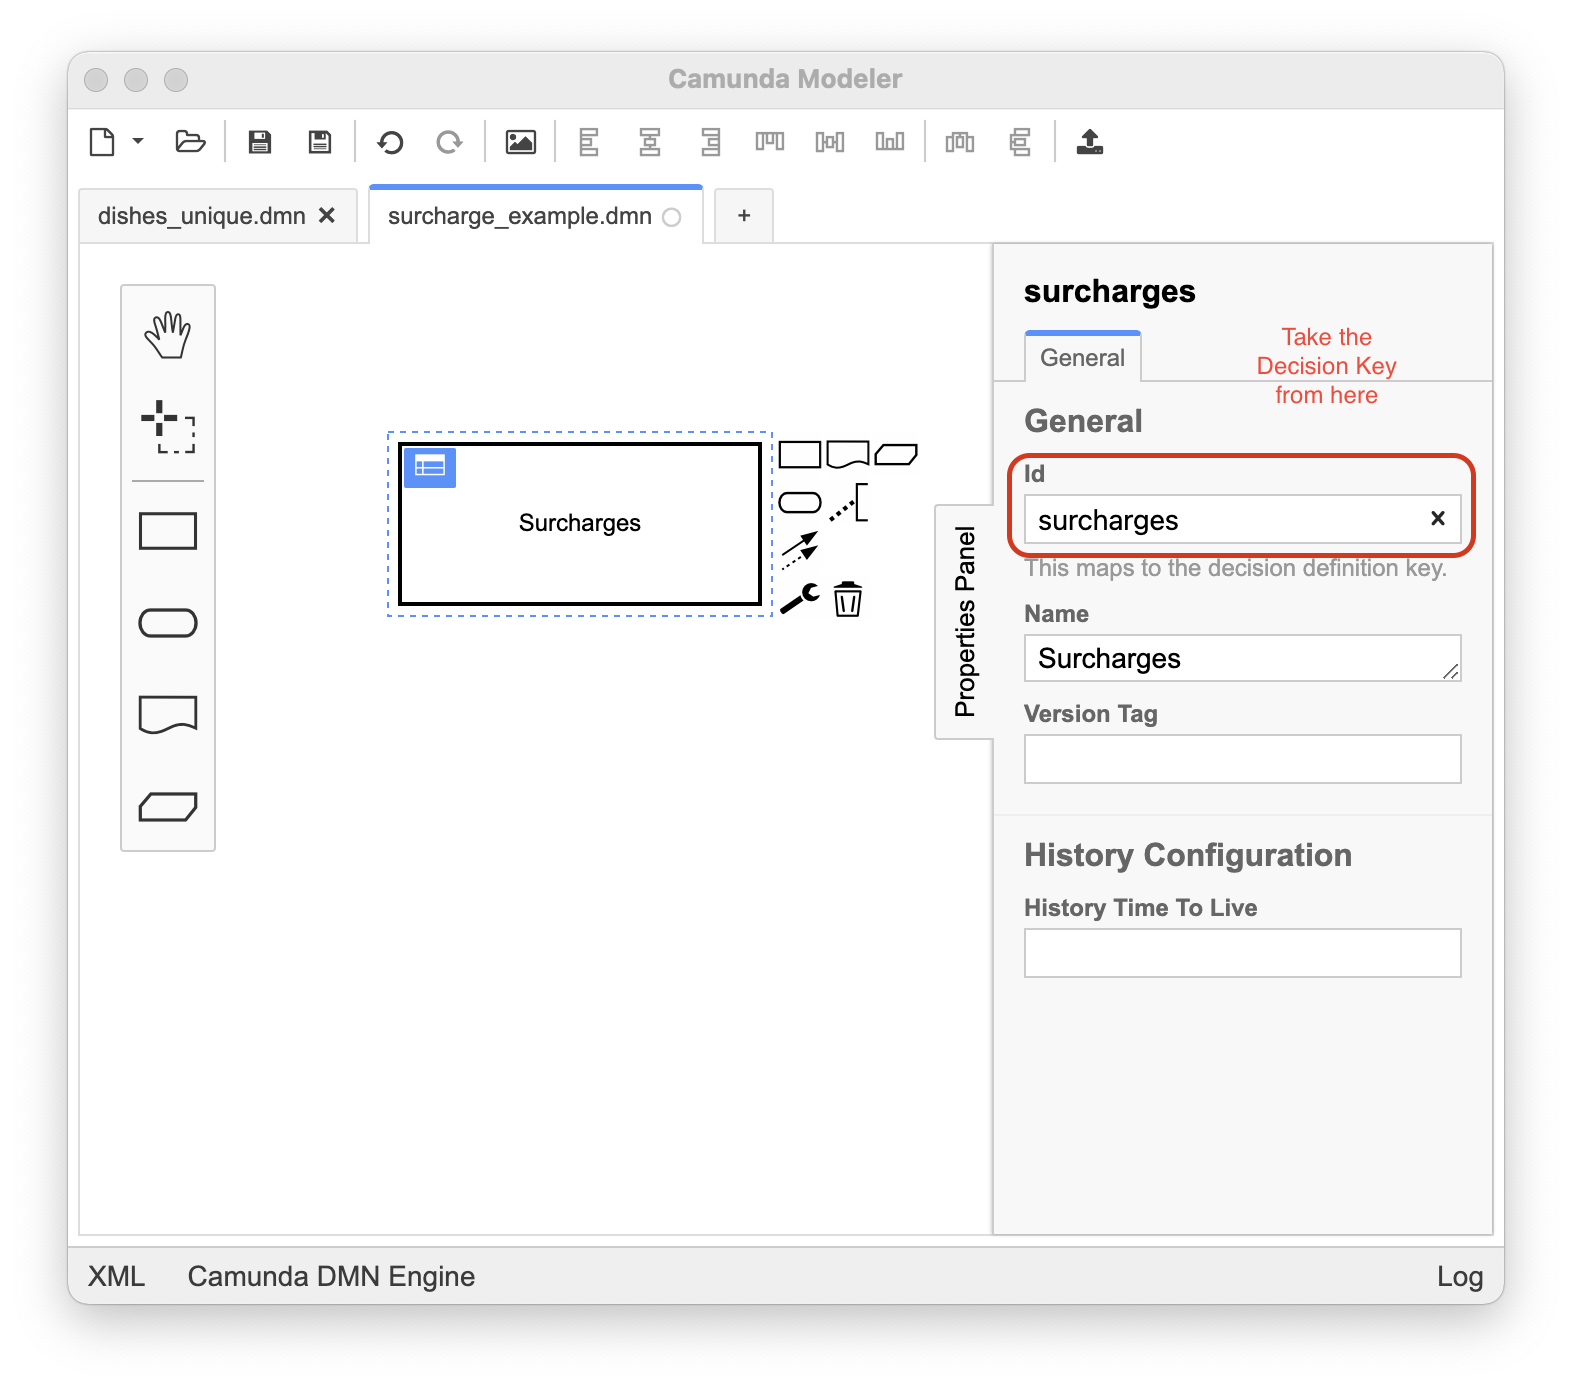 Camunda Modeler
dishes_unique.dmn
surcharge_example.dmn
+
surcharges
General
Take the
Decision Key
from here
General
Id
surcharges
This maps to the decision definition key.
Name
Surcharges
Version Tag
History Configuration
History Time To Live
Surcharges
Properties Panel
XML
Camunda DMN Engine
Log